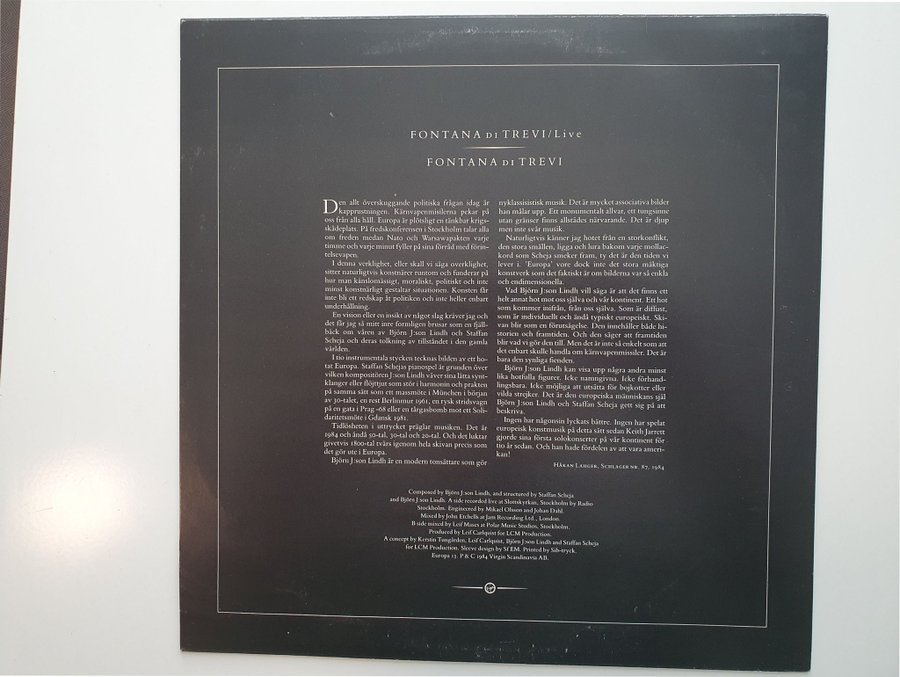 FONTANA DI TREVI/Live
FONTANA DI TREVI
Den allt överskuggande politiska frågan idag är
kapprustningen. Kärnvapenmisilerna pekar på
oss från alla håll. Europa är plötsligt en tänkbar krigs-
skådeplats. På fredskonferensen i Stockholm talar alla
om freden medan Nato och Warsawapakten varje
timme och varje minut fyller på sina förråd med förin-
telsevapen.
I denna verklighet, eller skall vi säga overklighet,
sitter naturligtvis konstnärer runtom och funderar på
hur man känslomässigt, moraliskt, politiskt och inte
minst konstnärligt gestaltar situationen. Konsten får
inte bli ett redskap åt politiken och inte heller enbart
underhållning.
En vision eller en insikt av något slag kräver jag och
det får jag så mitt inre formligen brusar som en fjäll-
bäck om våren av Björn J:son Lindh och Staffan
Scheja och deras tolkning av tillståndet i den gamla
världen.
I tio instrumentala stycken tecknas bilden av ett ho-
tat Europa. Staffan Schejas pianospel är grunden över
vilken kompositören J:son Lindh väver sina lätta synt-
klanger eller flöjtljut som stör i harmonin och prakten
på samma sätt som ett massmöte i München i början
av 30-talet, en rest Berlinmur 1961, en rysk stridsvagn
på en gata i Prag -68 eller en tårgasbomb mot ett Soli-
daritetsmöte i Gdansk 1981.
Tidlösheten i uttrycket präglar musiken. Det är
1984 och ändå 50-tal, 30-tal och 20-tal. Och det luktar
givetvis 1800-tal tvärs igenom hela skivan precis som
det gör ute i Europa.
Björn J:son Lindh är en modern tonsättare som gör
nyklassisistisk musik. Det är mycket associativa bilder
han målar upp. Ett monumentalt allvar, ett tungsinne
utan gränser finns alltstädes närvarande. Det är djup
men inte svår musik.
Naturligtvis känner jag hotet från en storkonflikt,
den stora smällen, ligga och lura bakom varje mollac-
kord som Scheja smeker fram, ty det är den tiden vi
lever i. 'Europa' vore dock inte det stora mäktiga
konstverk som det faktiskt är om bilderna var så enkla
och endimensionella.
Vad Björn J:son Lindh vill säga är att det finns ett
helt annat hot mot oss själva och vår kontinent. Ett hot
som kommer inifrån, från oss själva. Som är diffust,
som är individuellt och ändå typiskt europeiskt. Ski-
van blir som en förutsägelse. Den innehåller både hi-
storien och framtiden. Och den säger att framtiden
blir vad vi gör den till. Men det är inte så enkelt som att
det enbart skulle handla om kärnvapenmissiler. Det är
bara den synliga fienden.
Björn J:son Lindh kan visa upp några andra minst
lika hotfulla figurer. Icke namngivna. Icke förhand-
lingsbara. Icke möjliga att utsätta för bojkotter eller
vilda strejker. Det är den europeiska människans själ
Björn J:son Lindh och Staffan Scheja gett sig på att
beskriva.
Ingen har någonsin lyckats bättre. Ingen har spelat
europeisk konstmusik på detta sätt sedan Keith Jarrett
gjorde sina första solokonserter på vår kontinent för
tio år sedan. Och han hade fördelen av att vara ameri-
kan!
HÅKAN LAHGER, SCHLAGER NR. 87, 1984
Composed by Björn J:son Lindh, and structured by Staffan Scheja
and Björn J:son Lindh. A side recorded live at Slottskyrkan, Stockholm by Radio
Stockholm. Engineered by Mikael Olsson and Johan Dahl.
Mixed by John Etchells at Jam Recording Ltd., London.
B-side mixed by Leif Mases at Polar Music Studios, Stockholm.
Produced by Leif Carlquist for LCM Production.
A concept by Kerstin Tungården, Leif Carlquist, Björn J:son Lindh and Staffan Scheja
for LCM Production. Sleeve design by Sf EM. Printed by Sib-tryck.
Europa 13. P & C 1984 Virgin Scandinavia AB.